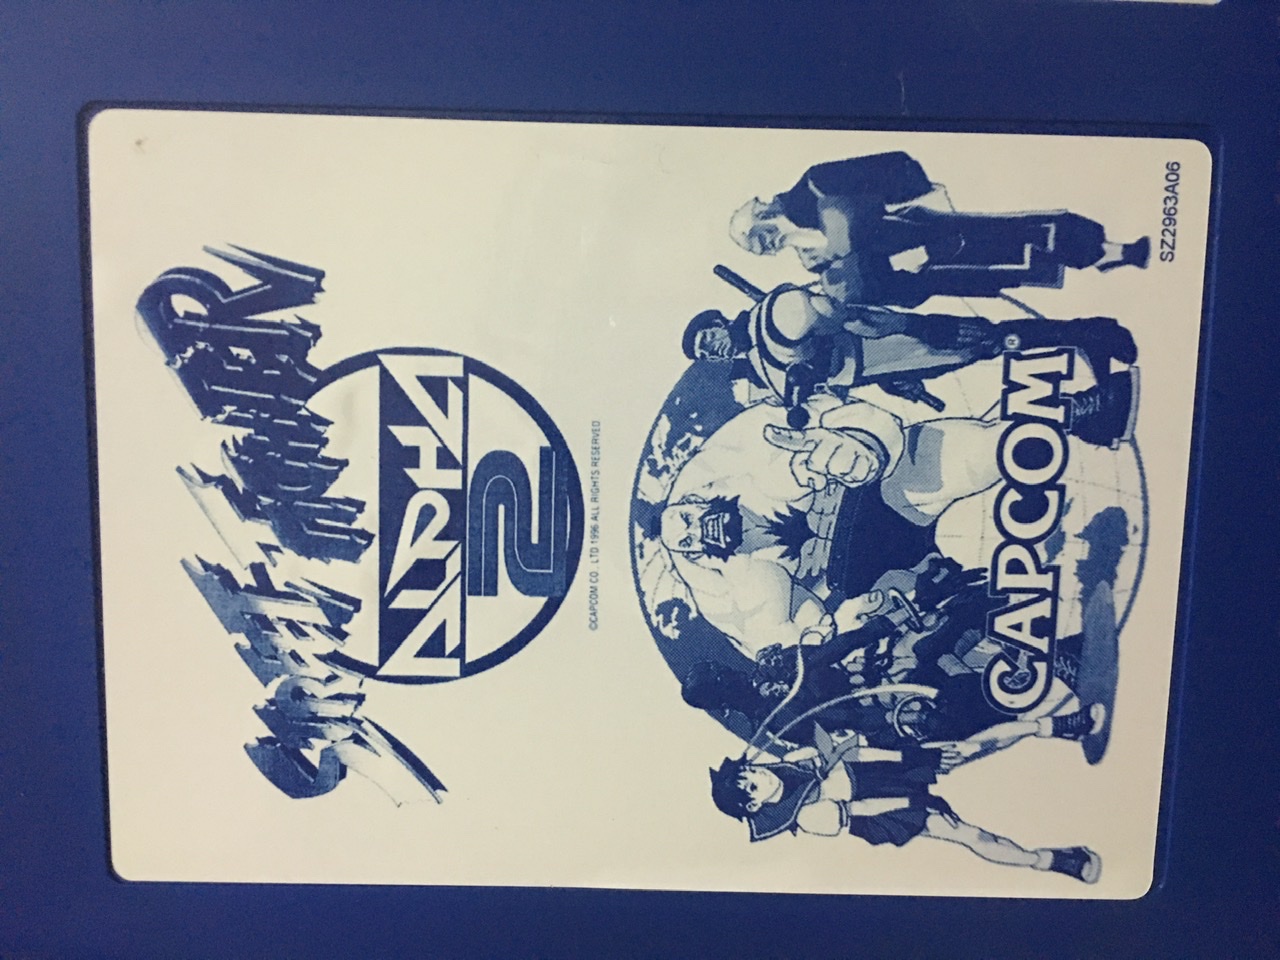 STREET FIGHTER
ALPHA
2
©CAPCOM CO., LTD 1996 ALL RIGHTS RESERVED
CAPCOM®
SZ2963A06